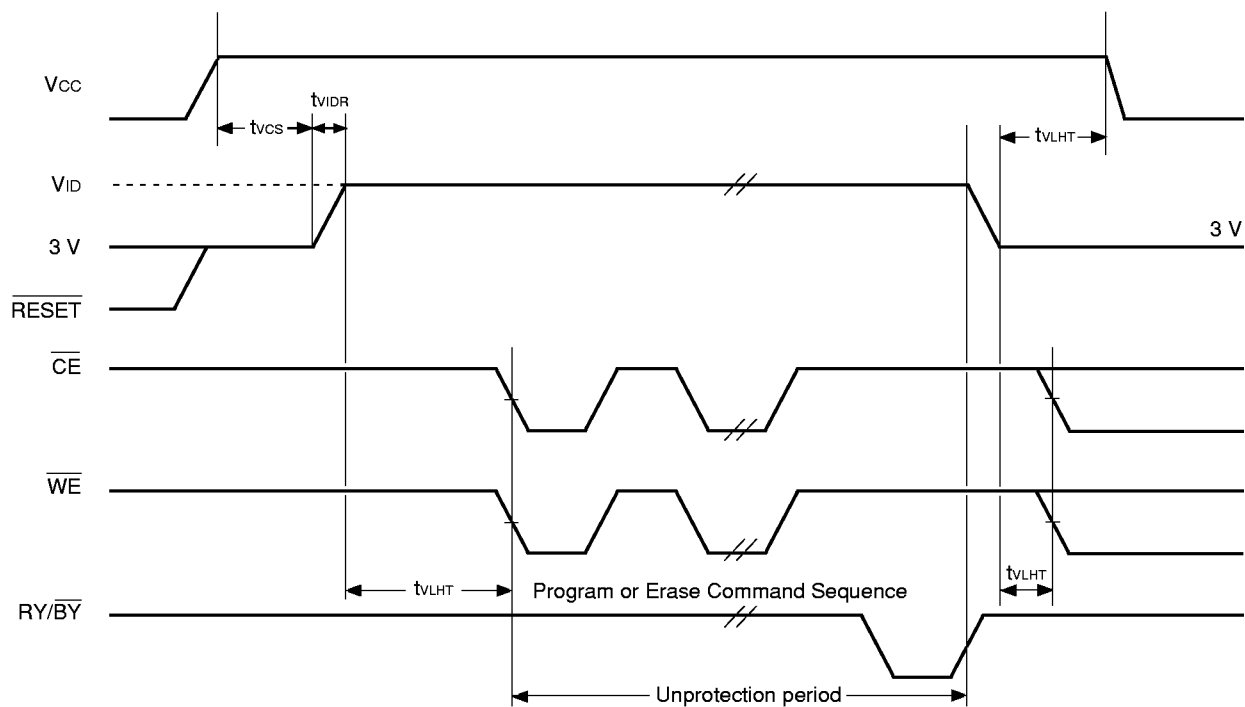 VCC
tVIDR
tVCS
tVLHT
VID
3 V
3 V
RESET
CE
WE
tVLHT
Program or Erase Command Sequence
tVLHT
RY/BY
Unprotection period